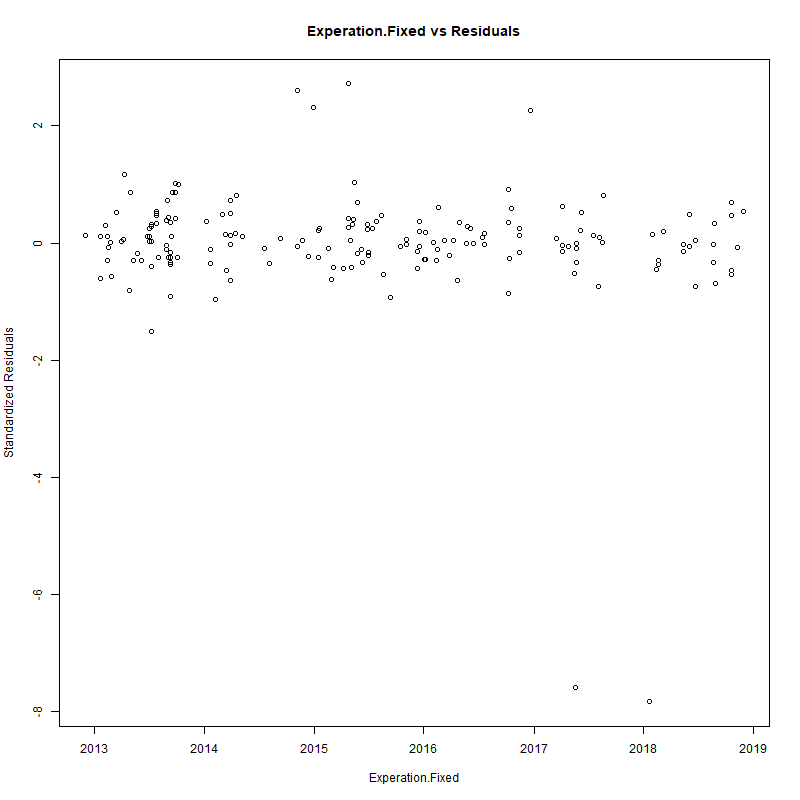 Experation.Fixed vs Residuals
Standardized Residuals
2
0
-2
-4
-6
-8
2013 2014 2015 2016 2017 2018 2019
Experation.Fixed